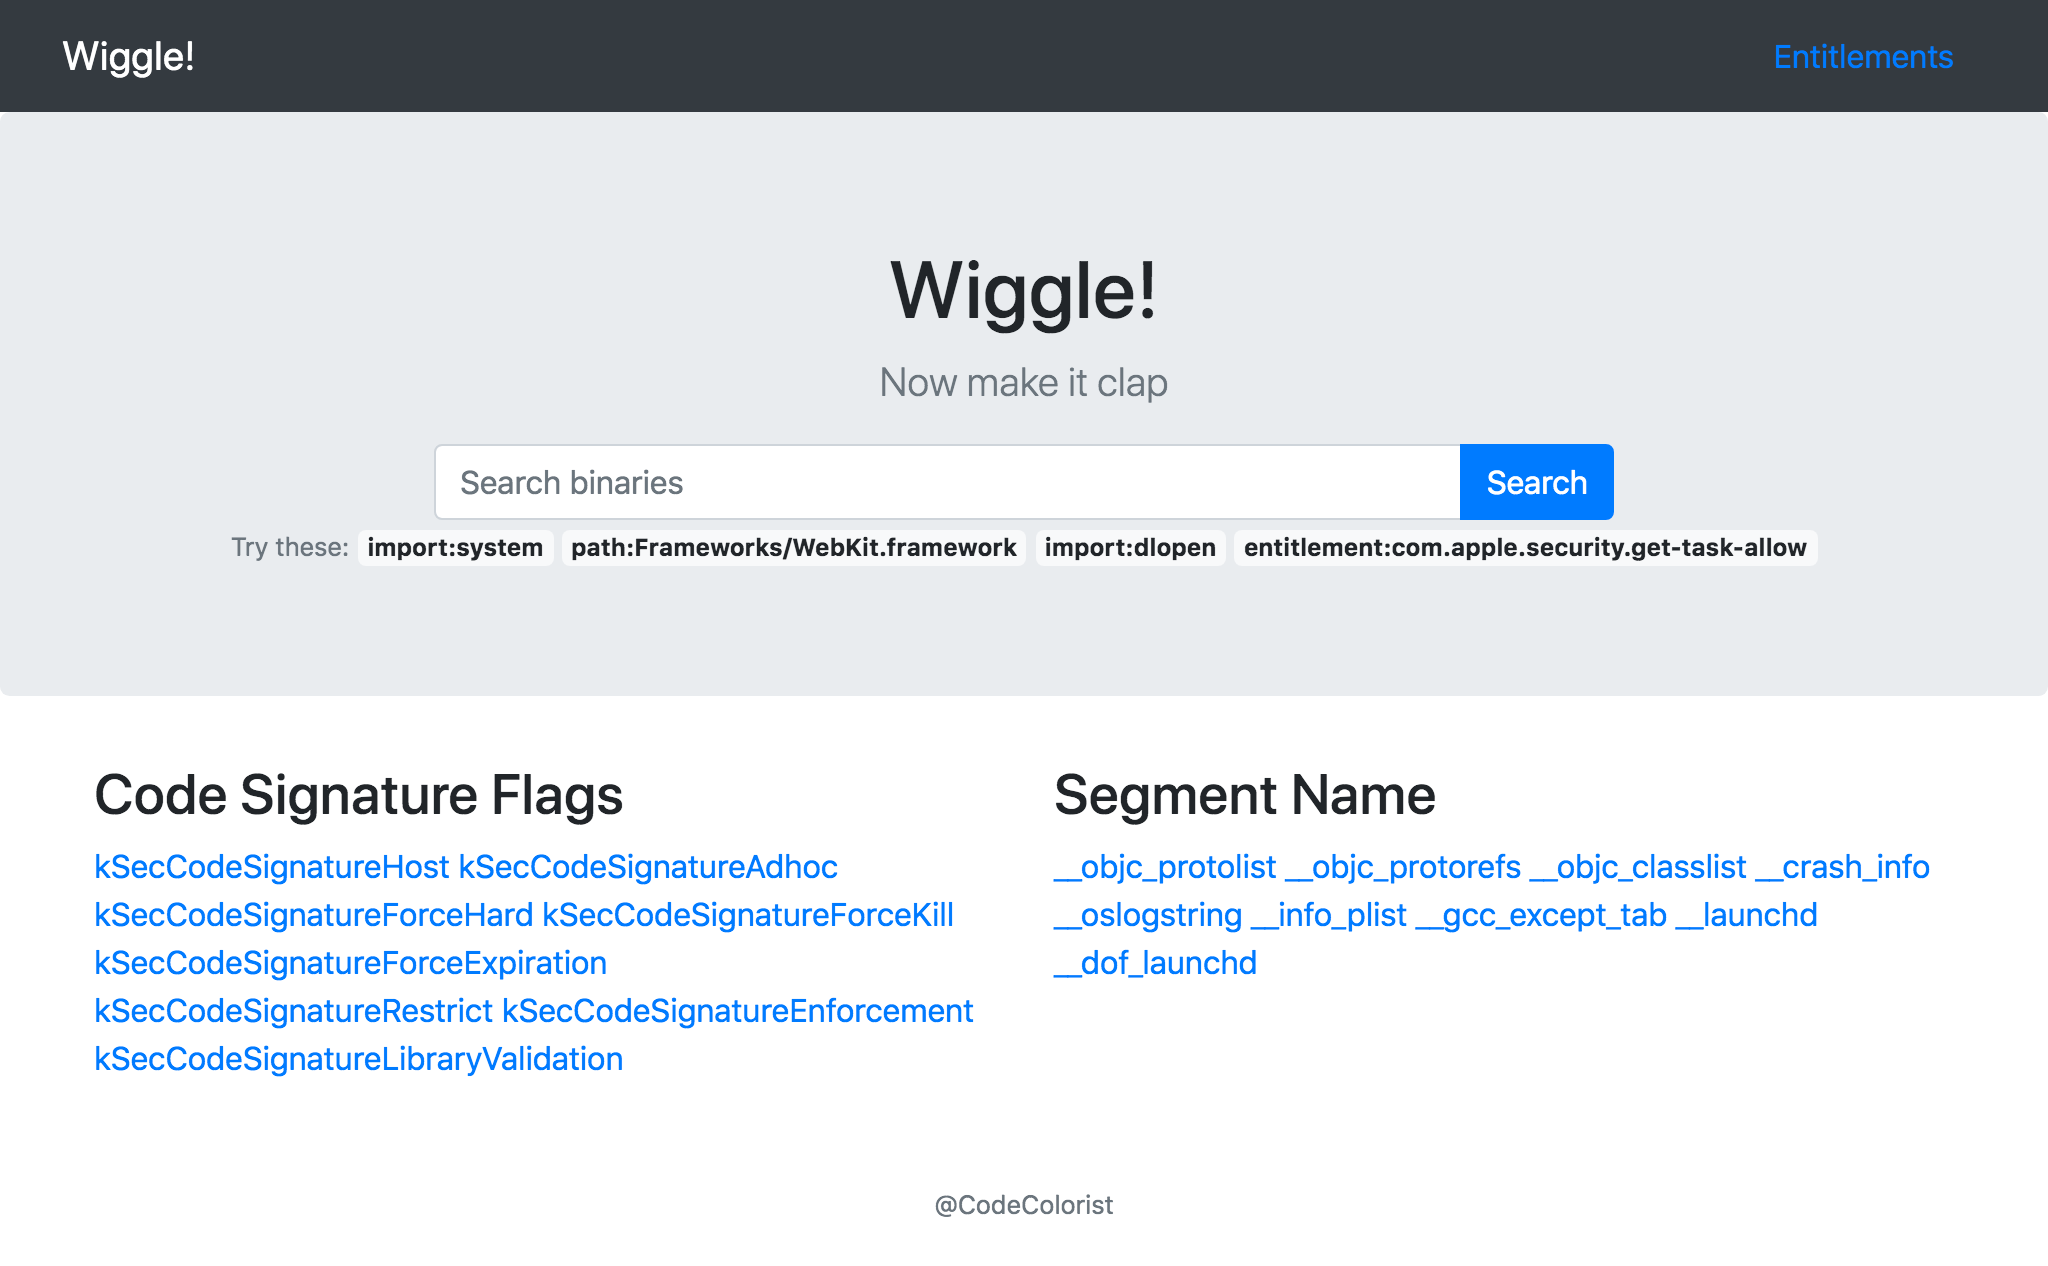 Wiggle!
Entitlements
Wiggle!
Now make it clap
Search binaries
Search
Try these: import:system path:Frameworks/WebKit.framework import:dlopen entitlement:com.apple.security.get-task-allow
Code Signature Flags
kSecCodeSignatureHost kSecCodeSignatureAdhoc
kSecCodeSignatureForceHard kSecCodeSignatureForceKill
kSecCodeSignatureForceExpiration
kSecCodeSignatureRestrict kSecCodeSignatureEnforcement
kSecCodeSignatureLibraryValidation
Segment Name
__objc_protolist __objc_protorefs __objc_classlist __crash_info
__oslogstring __info_plist __gcc_except_tab __launchd
__dof_launchd
@CodeColorist